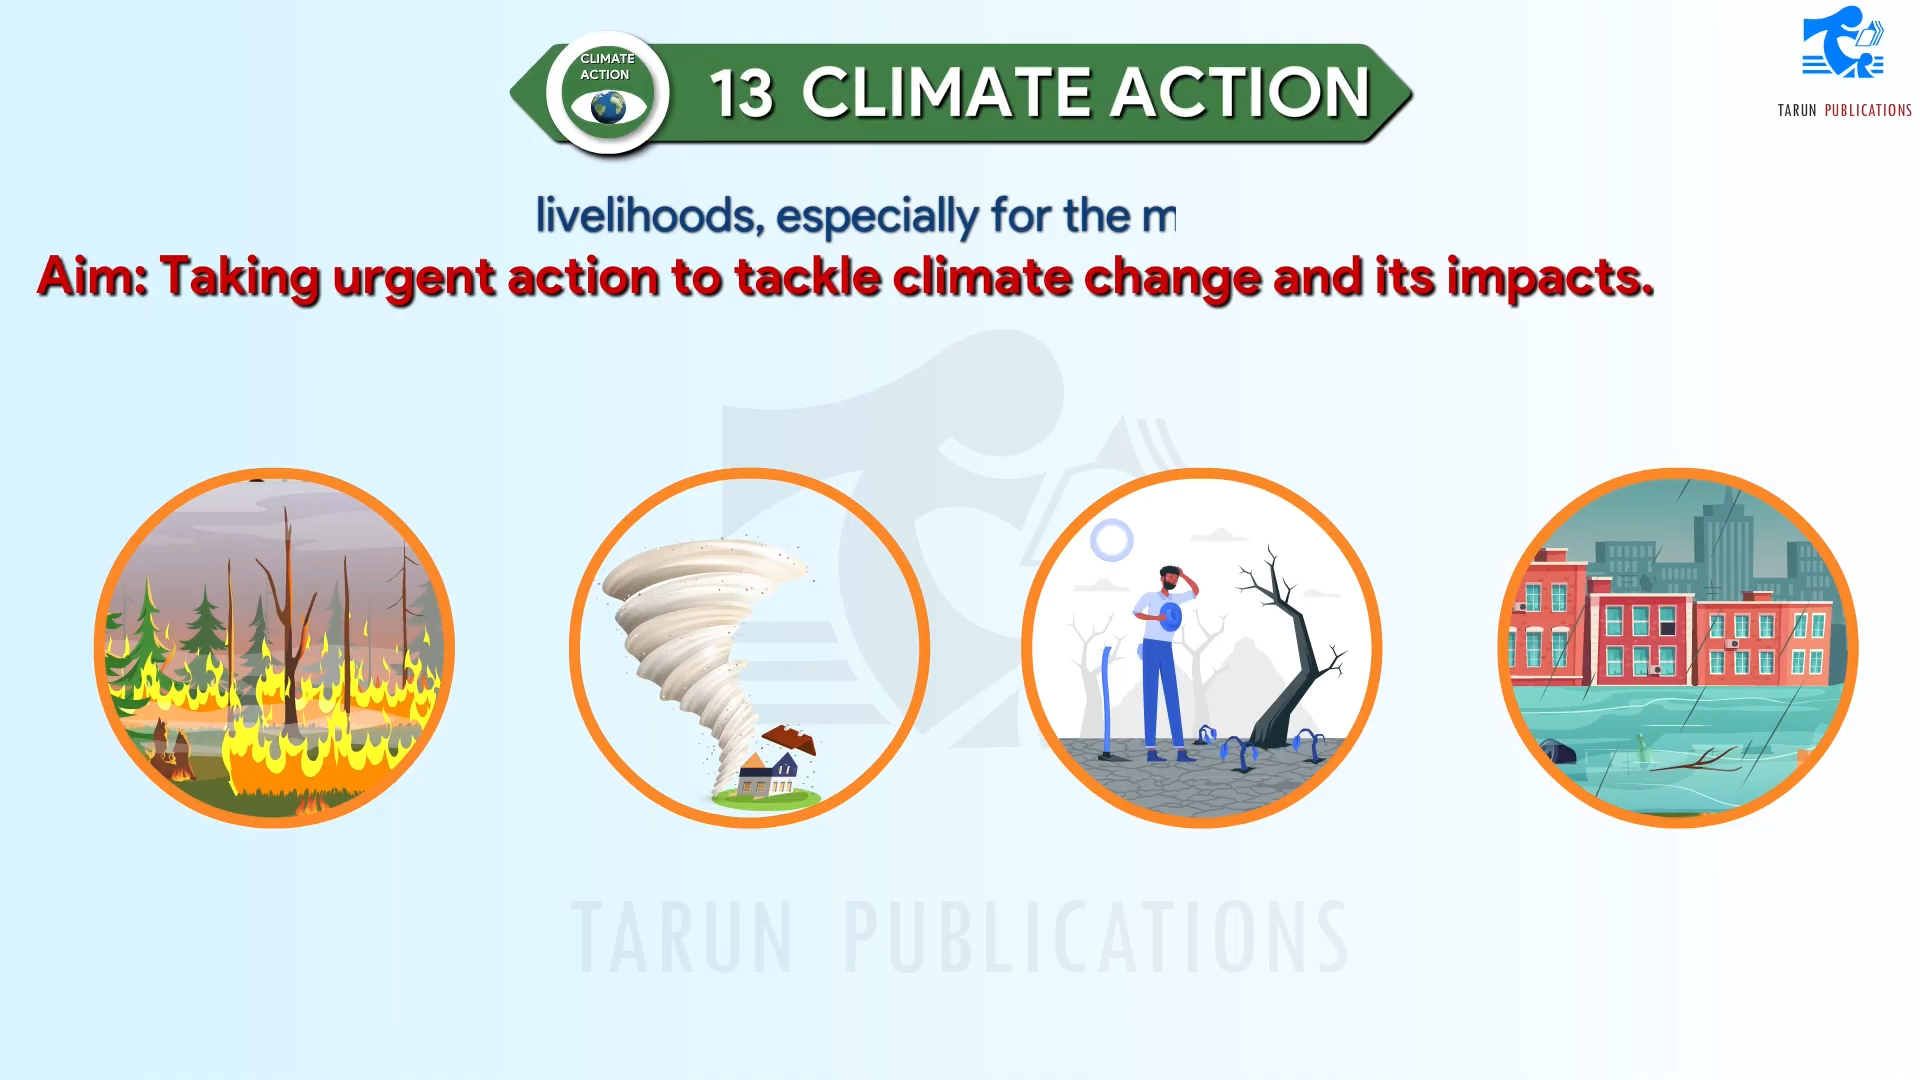 CLIMATE
ACTION
13 CLIMATE ACTION
TARUN PUBLICATIONS
livelihoods, especially for the
Aim: Taking urgent action to tackle climate change and its impacts.
TARUN PUBLICATIONS